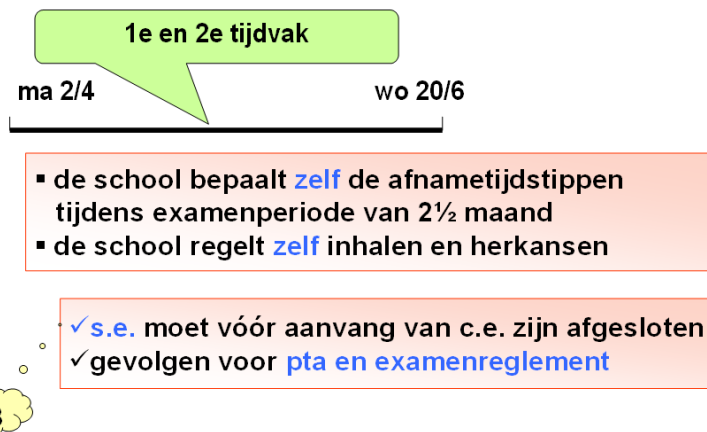 1e en 2e tijdvak
ma 2/4 wo 20/6
▪ de school bepaalt zelf de afnametijdstippen
tijdens examenperiode van 2½ maand
▪ de school regelt zelf inhalen en herkansen
✓s.e. moet vóór aanvang van c.e. zijn afgesloten
✓gevolgen voor pta en examenreglement